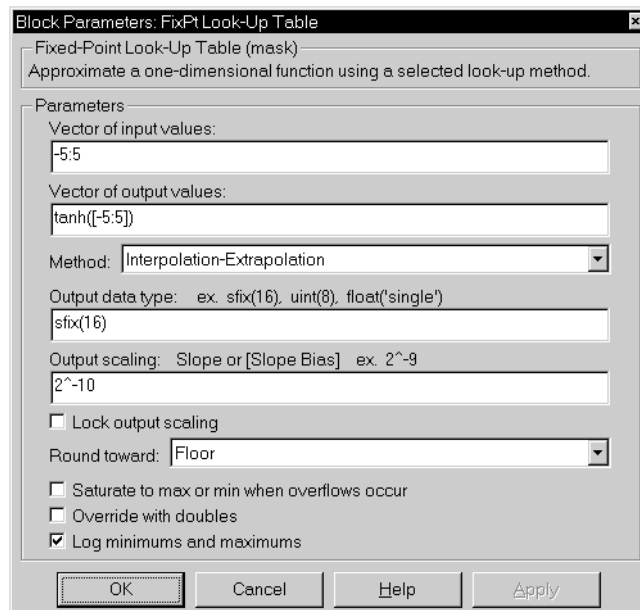 Block Parameters: FixPt Look-Up Table
Fixed-Point Look-Up Table (mask)
Approximate a one-dimensional function using a selected look-up method.
Parameters
Vector of input values:
-5:5
Vector of output values:
tanh([-5:5])
Method: Interpolation-Extrapolation
Output data type: ex. sfix(16), uint(8), float('single')
sfix(16)
Output scaling: Slope or [Slope Bias] ex. 2^-9
2^-10
Lock output scaling
Round toward: Floor
Saturate to max or min when overflows occur
Override with doubles
Log minimums and maximums
OK Cancel Help Apply